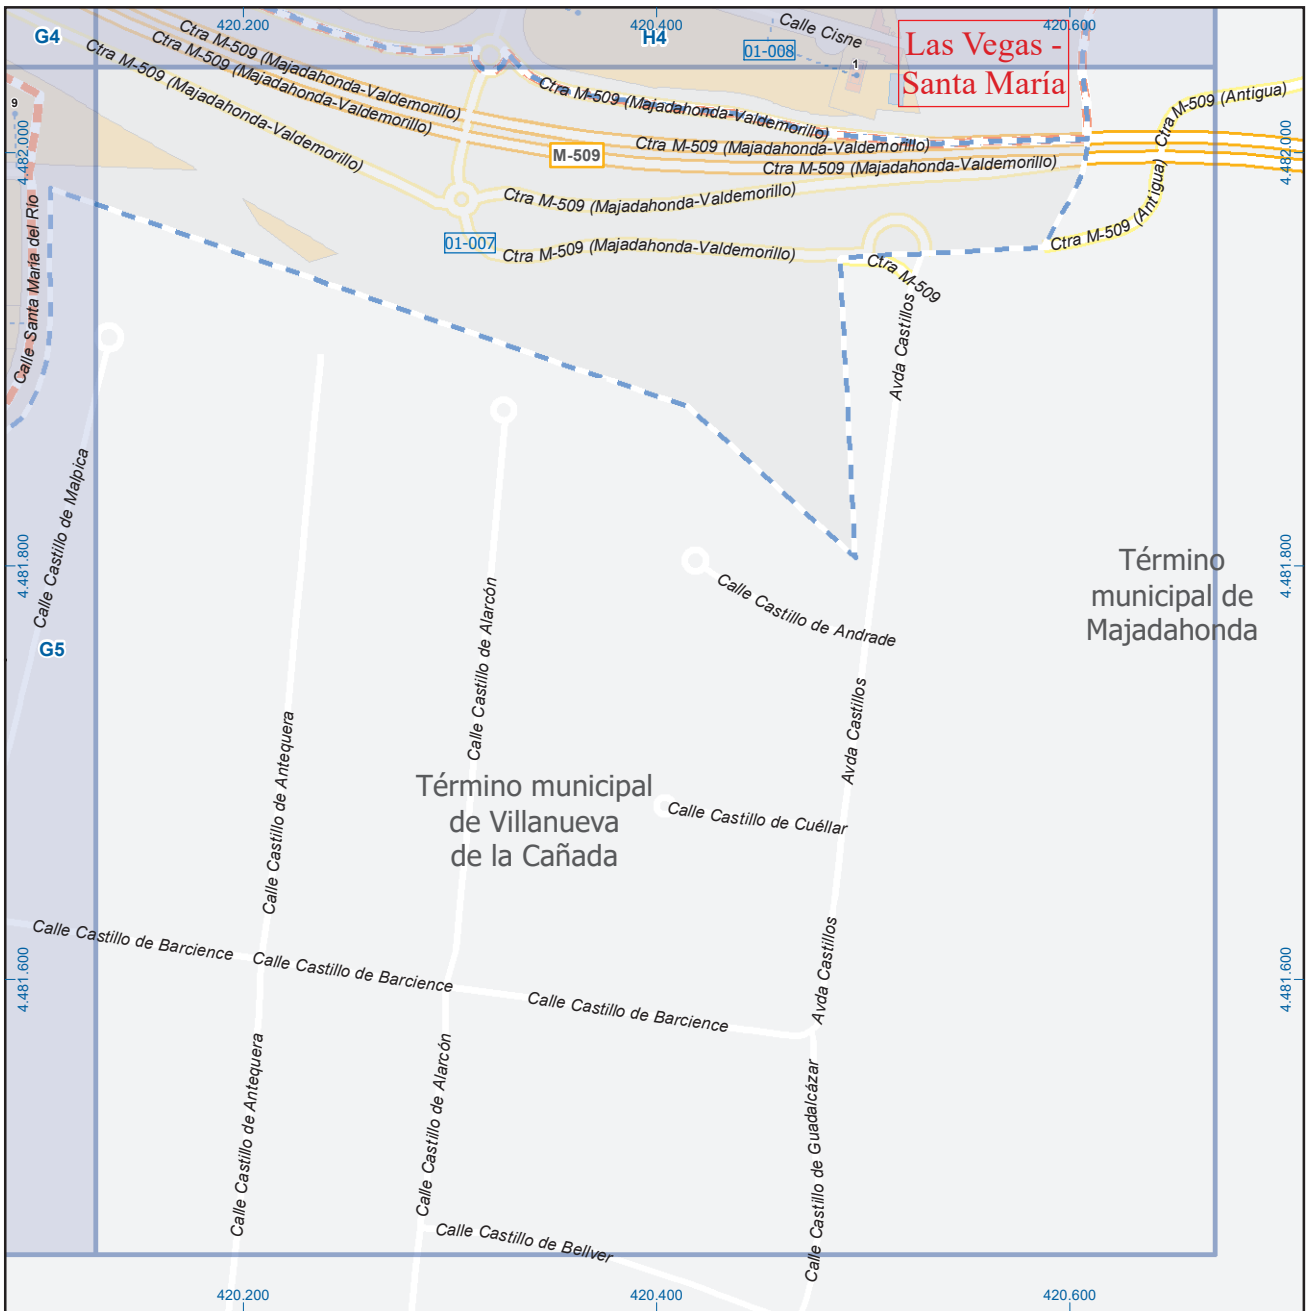 G4
420.200
420.400
H4
Calle Cisne
420.600
01-008
1
Las Vegas -
Santa María
Ctra M-509 (Majadahonda-Valdemorillo)
Ctra M-509 (Majadahonda-Valdemorillo)
Ctra M-509 (Majadahonda-Valdemorillo)
Ctra M-509 (Majadahonda-Valdemorillo)
Ctra M-509 (Majadahonda-Valdemorillo)
Ctra M-509 (Majadahonda-Valdemorillo)
Ctra M-509 (Antigua)
9
4.482.000
M-509
4.482.000
Ctra M-509 (Majadahonda-Valdemorillo)
Ctra M-509 (Antigua)
01-007
Ctra M-509 (Majadahonda-Valdemorillo)
Ctra M-509
Calle Santa María del Río
Avda Castillos
Calle Castillo de Malpica
4.481.800
Término
municipal de
Majadahonda
4.481.800
Calle Castillo de Andrade
G5
Calle Castillo de Alarcón
Avda Castillos
Calle Castillo de Antequera
Término municipal
de Villanueva
de la Cañada
Calle Castillo de Cuéllar
Calle Castillo de Barcience
Calle Castillo de Barcience
Calle Castillo de Barcience
Avda Castillos
4.481.600
4.481.600
Calle Castillo de Antequera
Calle Castillo de Alarcón
Calle Castillo de Guadalcázar
Calle Castillo de Bellver
420.200
420.400
420.600